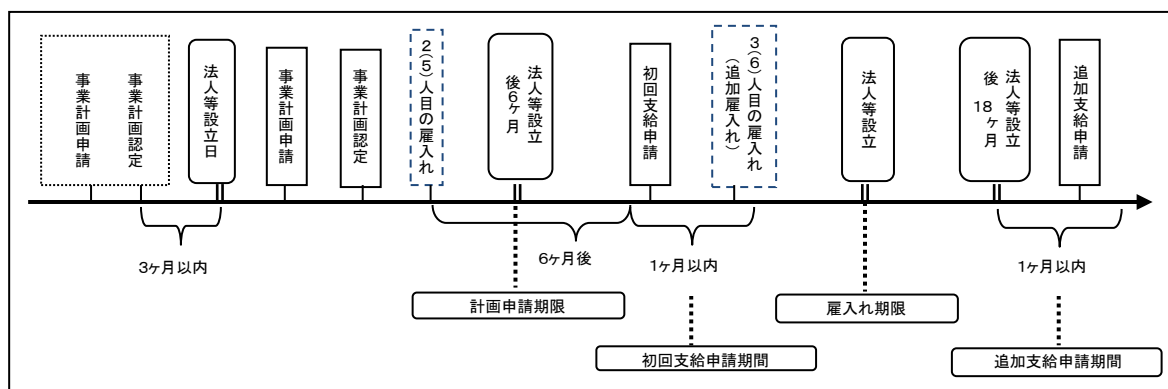 事業計画申請
事業計画認定
法人等設立日
事業計画申請
事業計画認定
2(5)人目の雇入れ
法人等設立
後6ヶ月
初回支給申請
3(6)人目の雇入れ
(追加雇入れ)
法人等設立
法人等設立
後 18ヶ月
追加支給申請
3ヶ月以内
6ヶ月後
1ヶ月以内
1ヶ月以内
計画申請期限
雇入れ期限
初回支給申請期間
追加支給申請期間